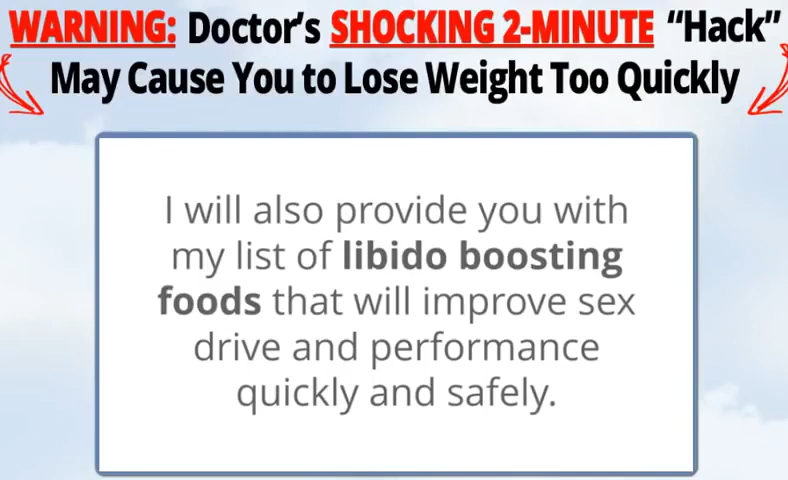 WARNING: Doctor's SHOCKING 2-MINUTE “Hack”
May Cause You to Lose Weight Too Quickly
I will also provide you with
my list of libido boosting
foods that will improve sex
drive and performance
quickly and safely.